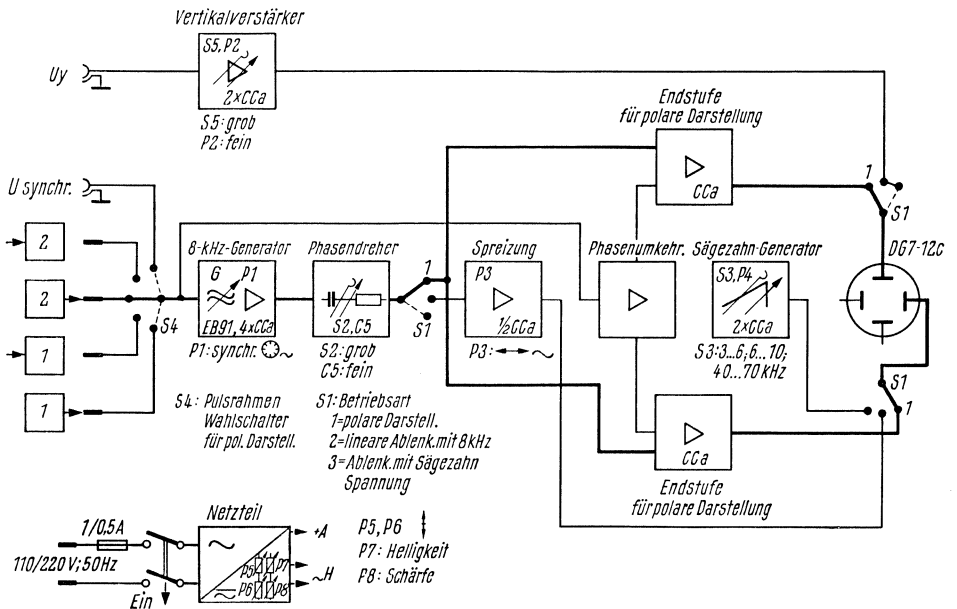 Vertikalverstärker
Uy
S5, P2
2×CCa
S5: grob
P2: fein
Endstufe
für polare Darstellung
CCa
1
S1
DG7-12c
U synchr.
2
2
1
1
S4
8-kHz-Generator
G P1
EB91, 4×CCa
P1: synchr. ~
Phasendreher
S2, C5
S2: grob
C5: fein
1
S1
Spreizung
P3
½CCa
P3: ↔ ~
Phasenumkehr.
Sägezahn-Generator
S3, P4
2×CCa
S3: 3...6; 6...10;
40...70 kHz
S1
1
S4: Pulsrahmen
Wahlschalter
für pol. Darstell.
S1: Betriebsart
1=polare Darstell.
2=lineare Ablenk. mit 8kHz
3=Ablenk. mit Sägezahn
Spannung
CCa
Endstufe
für polare Darstellung
Netzteil
1/0,5A
110/220V; 50Hz
Ein
~
P5 P7
P6 P8
+A
~H
P5, P6 ↕
P7: Helligkeit
P8: Schärfe